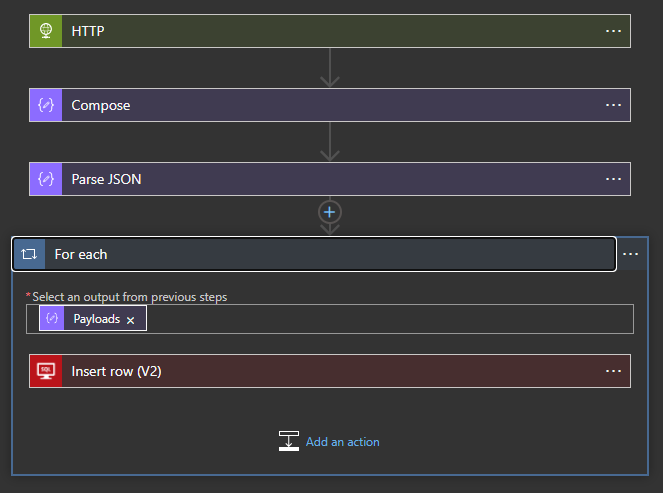 HTTP
Compose
Parse JSON
For each
*Select an output from previous steps
Payloads
SQL
Insert row (V2)
Add an action